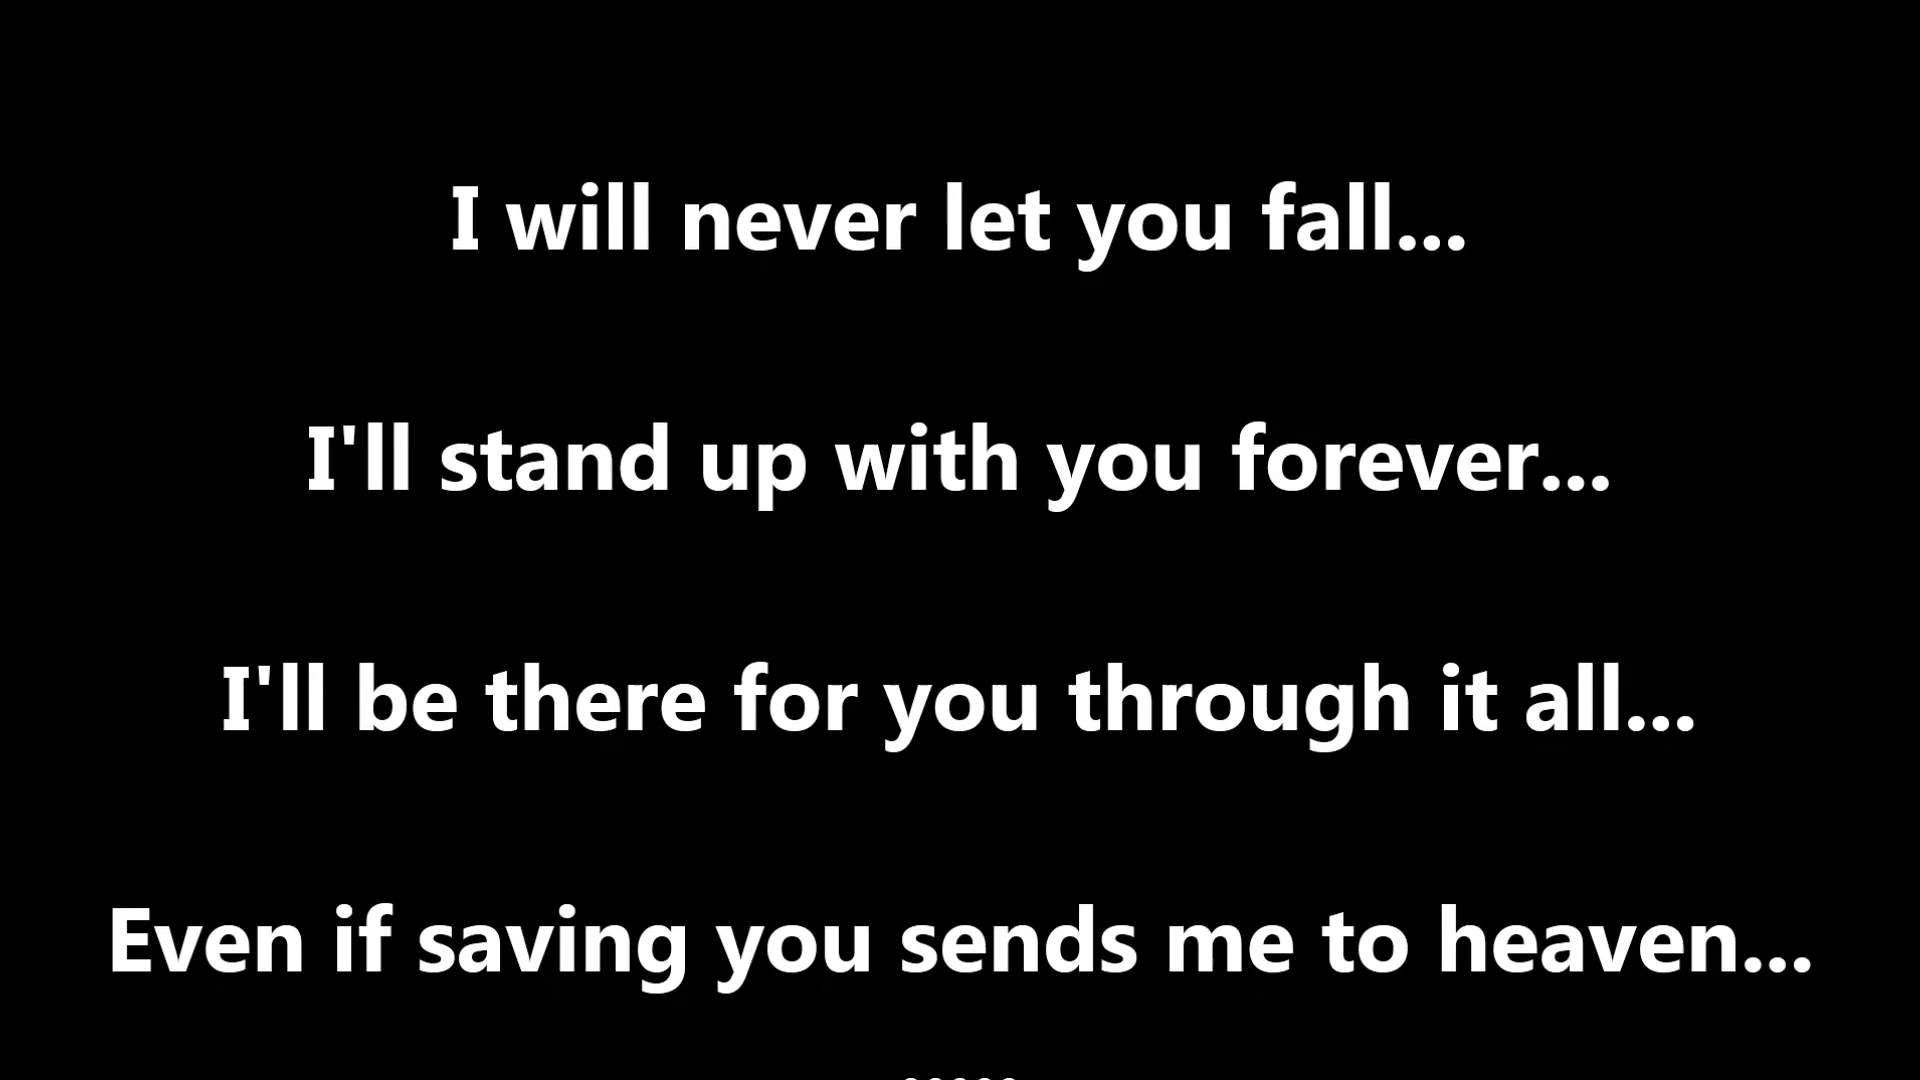 I will never let you fall...
I'll stand up with you forever...
I'll be there for you through it all...
Even if saving you sends me to heaven...